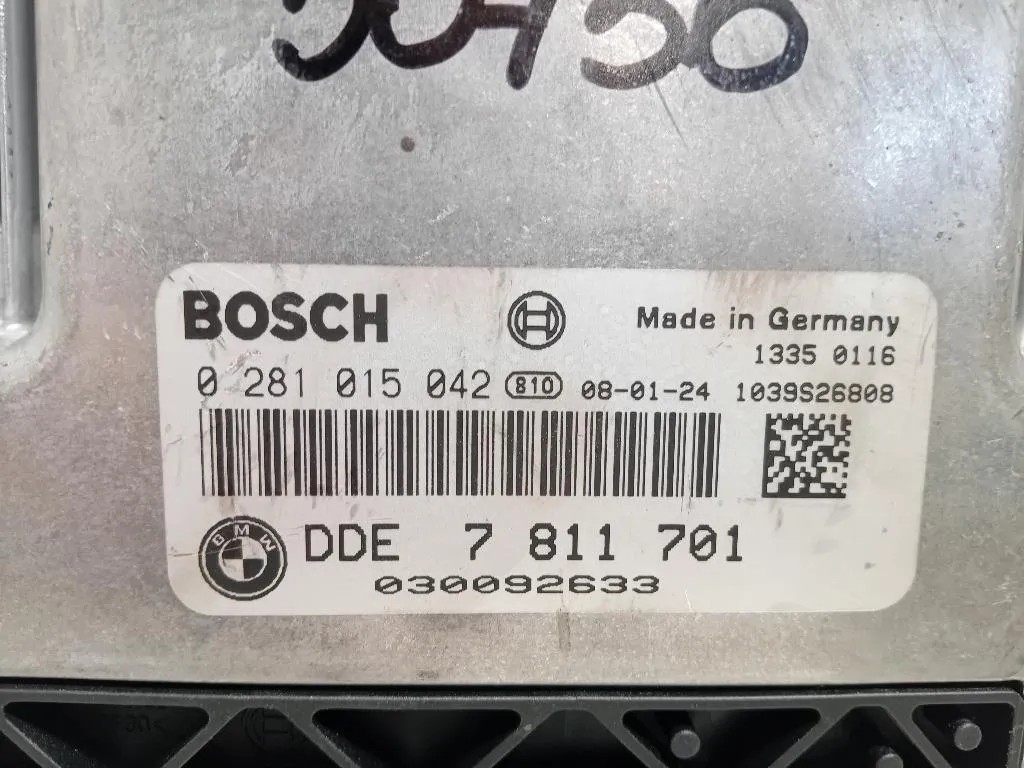 BOSCH Made in Germany
1335 0116
0 281 015 042 810 08-01-24 1039S26808
BMW DDE 7 811 701
030092633